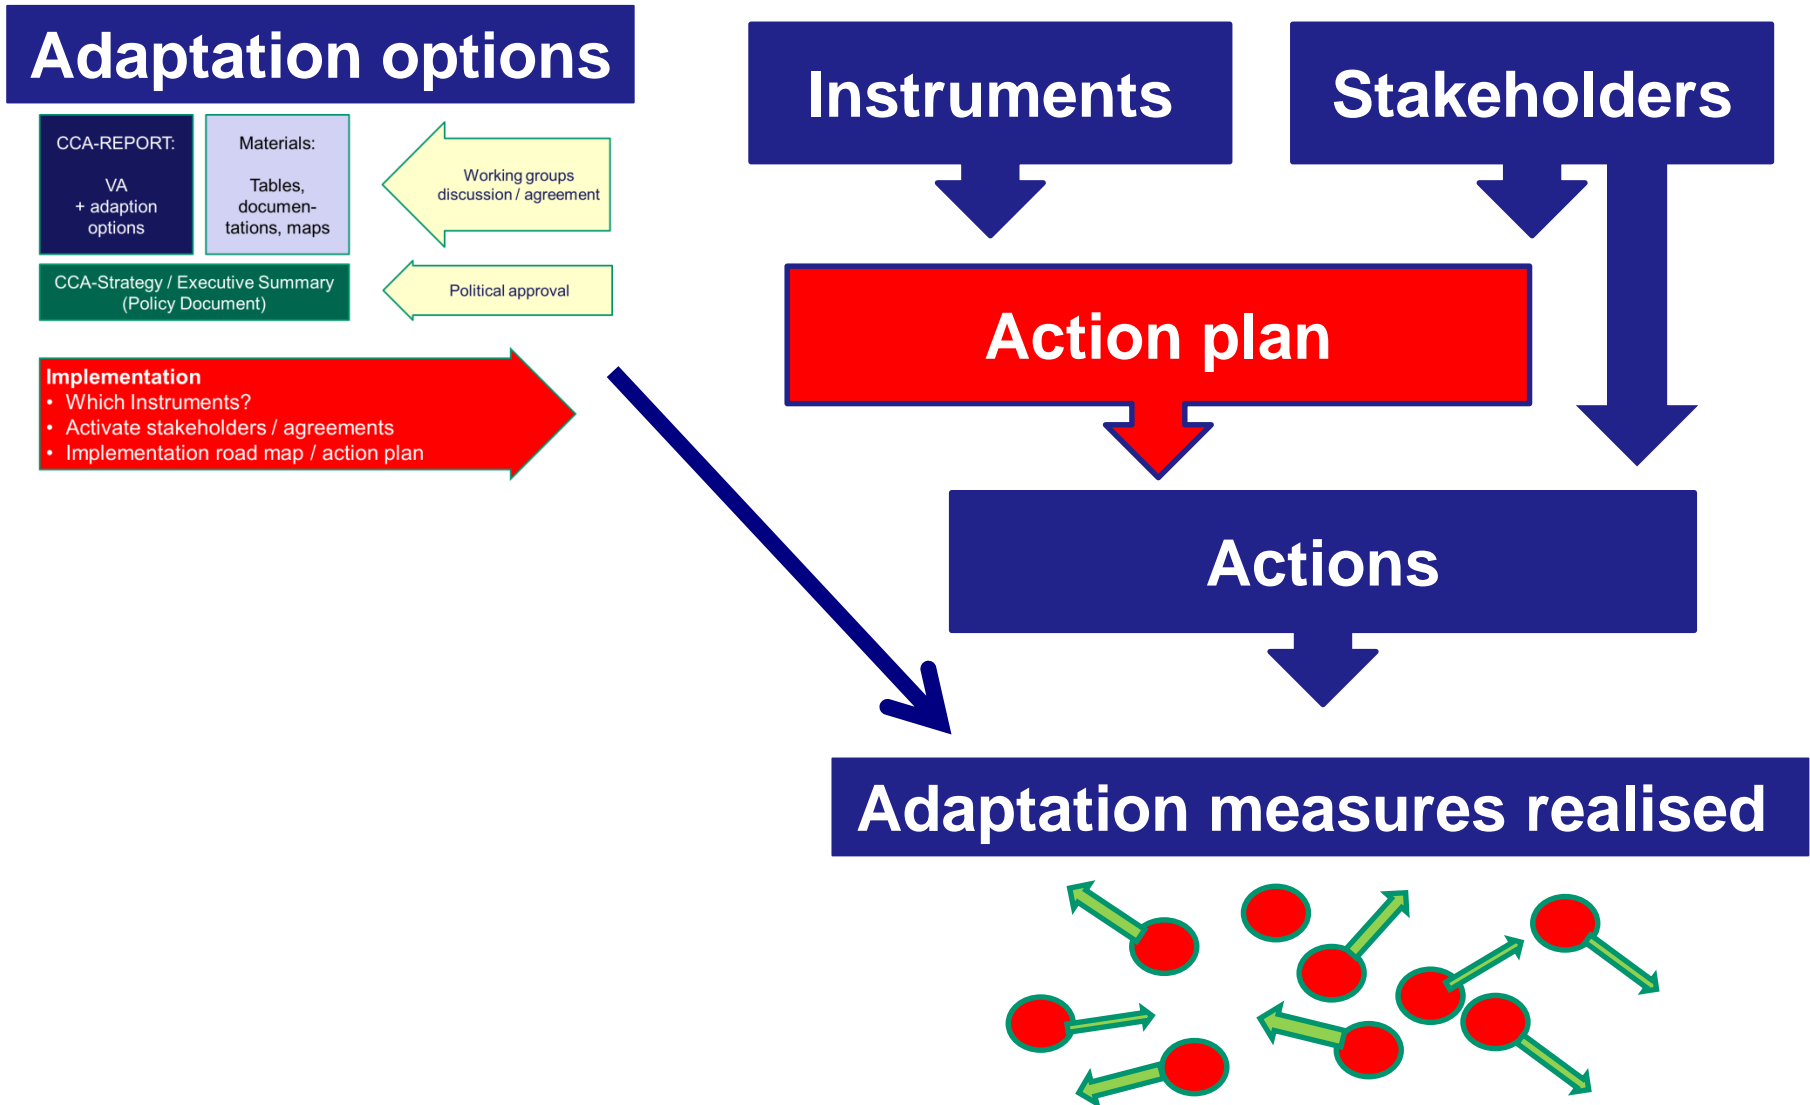 Adaptation options
CCA-REPORT:
VA
+ adaption
options
Materials:
Tables,
documen-
tations, maps
Working groups
discussion / agreement
CCA-Strategy / Executive Summary
(Policy Document)
Political approval
Implementation
• Which Instruments?
• Activate stakeholders / agreements
• Implementation road map / action plan
Instruments
Stakeholders
Action plan
Actions
Adaptation measures realised